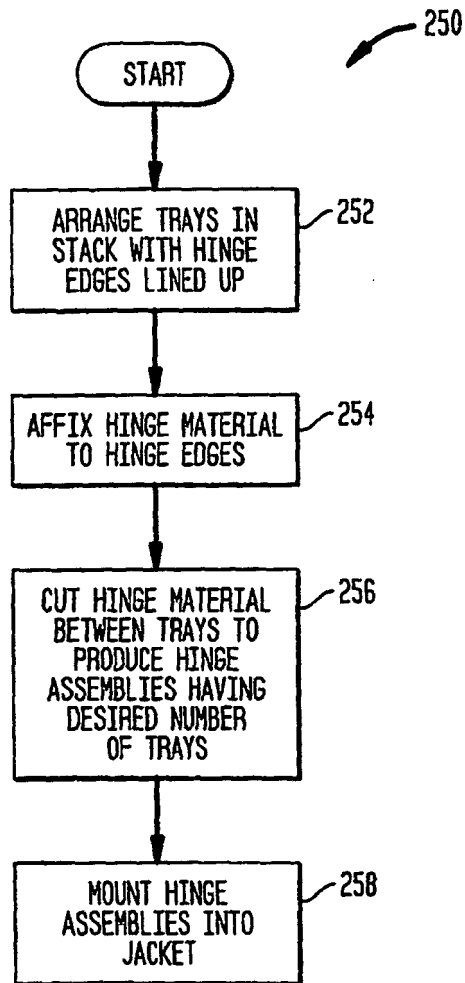 250
START
252
ARRANGE TRAYS IN
STACK WITH HINGE
EDGES LINED UP
254
AFFIX HINGE MATERIAL
TO HINGE EDGES
256
CUT HINGE MATERIAL
BETWEEN TRAYS TO
PRODUCE HINGE
ASSEMBLIES HAVING
DESIRED NUMBER
OF TRAYS
258
MOUNT HINGE
ASSEMBLIES INTO
JACKET